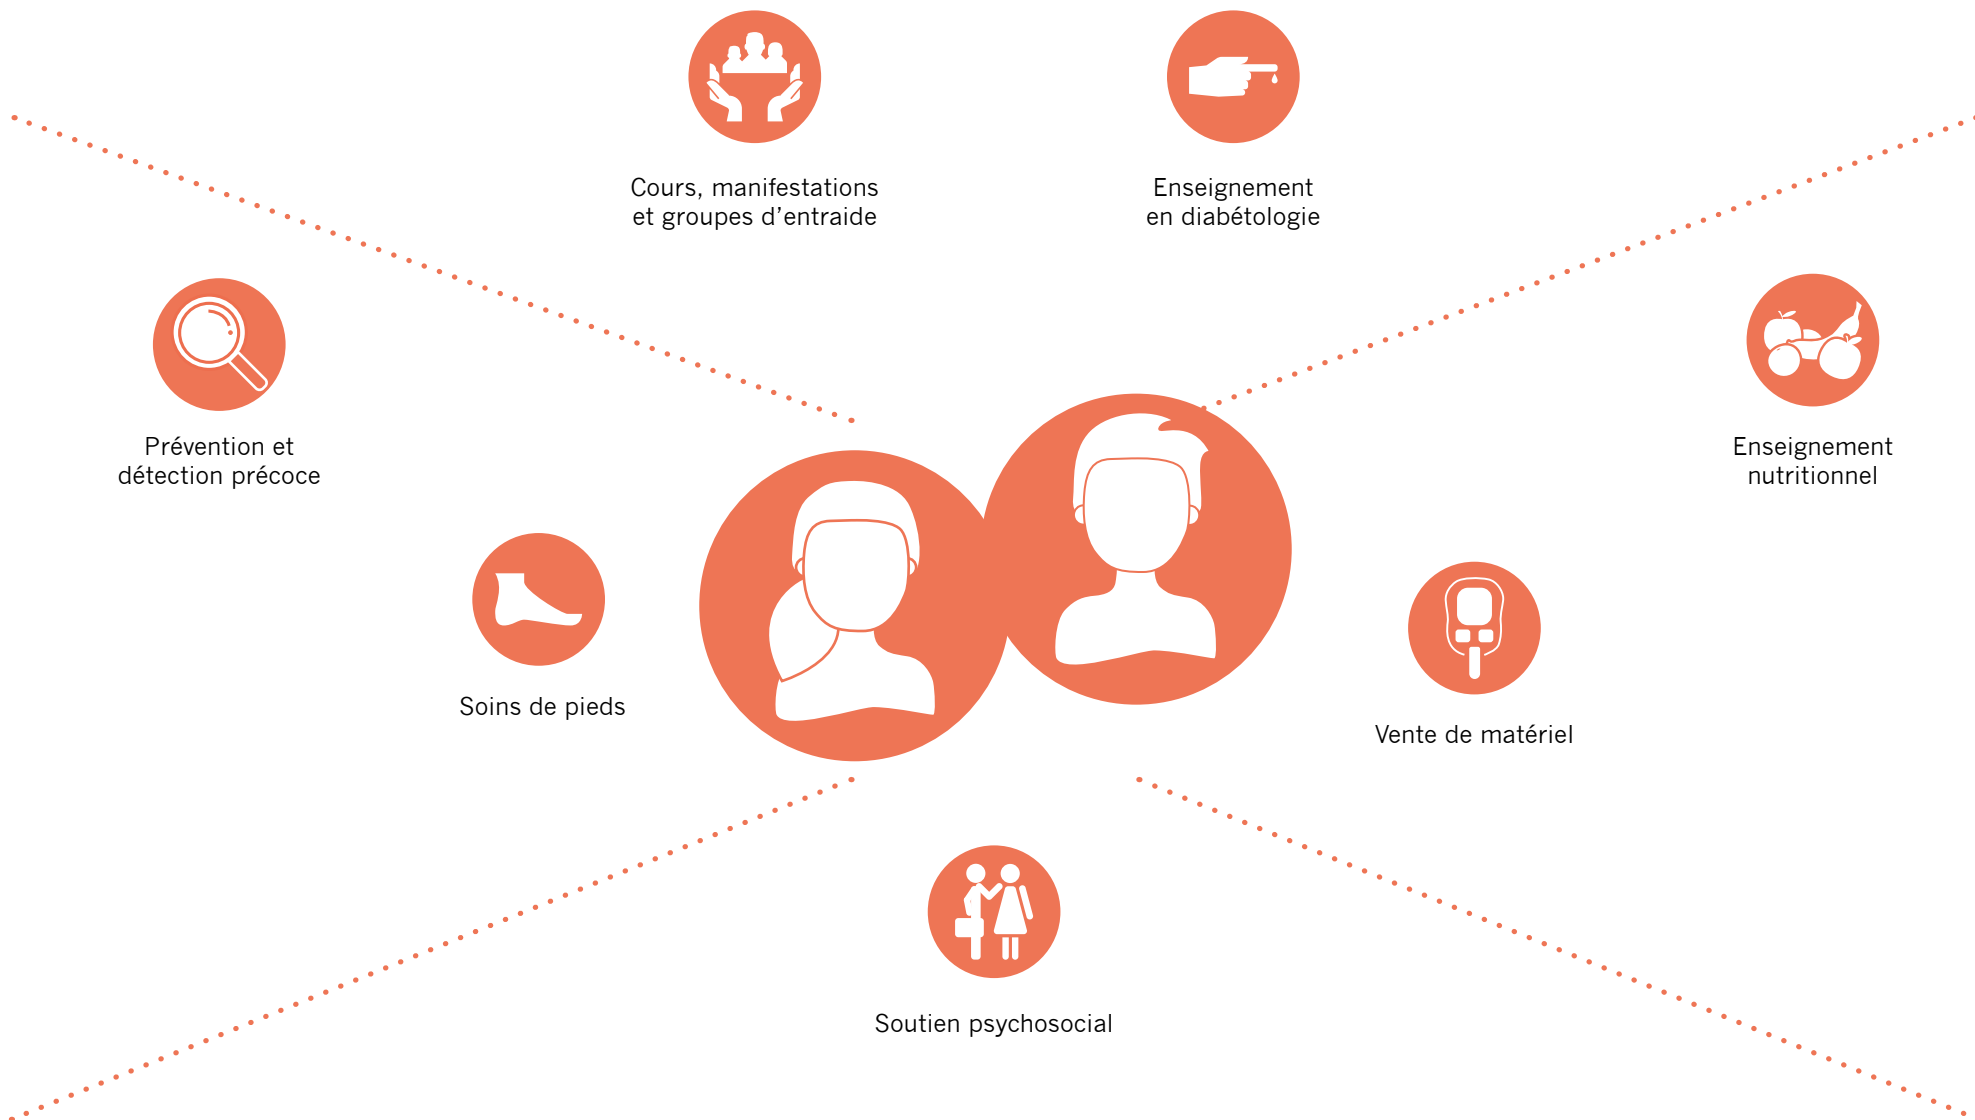 Cours, manifestations
et groupes d’entraide
Enseignement
en diabétologie
Prévention et
détection précoce
Enseignement
nutritionnel
Soins de pieds
Vente de matériel
Soutien psychosocial